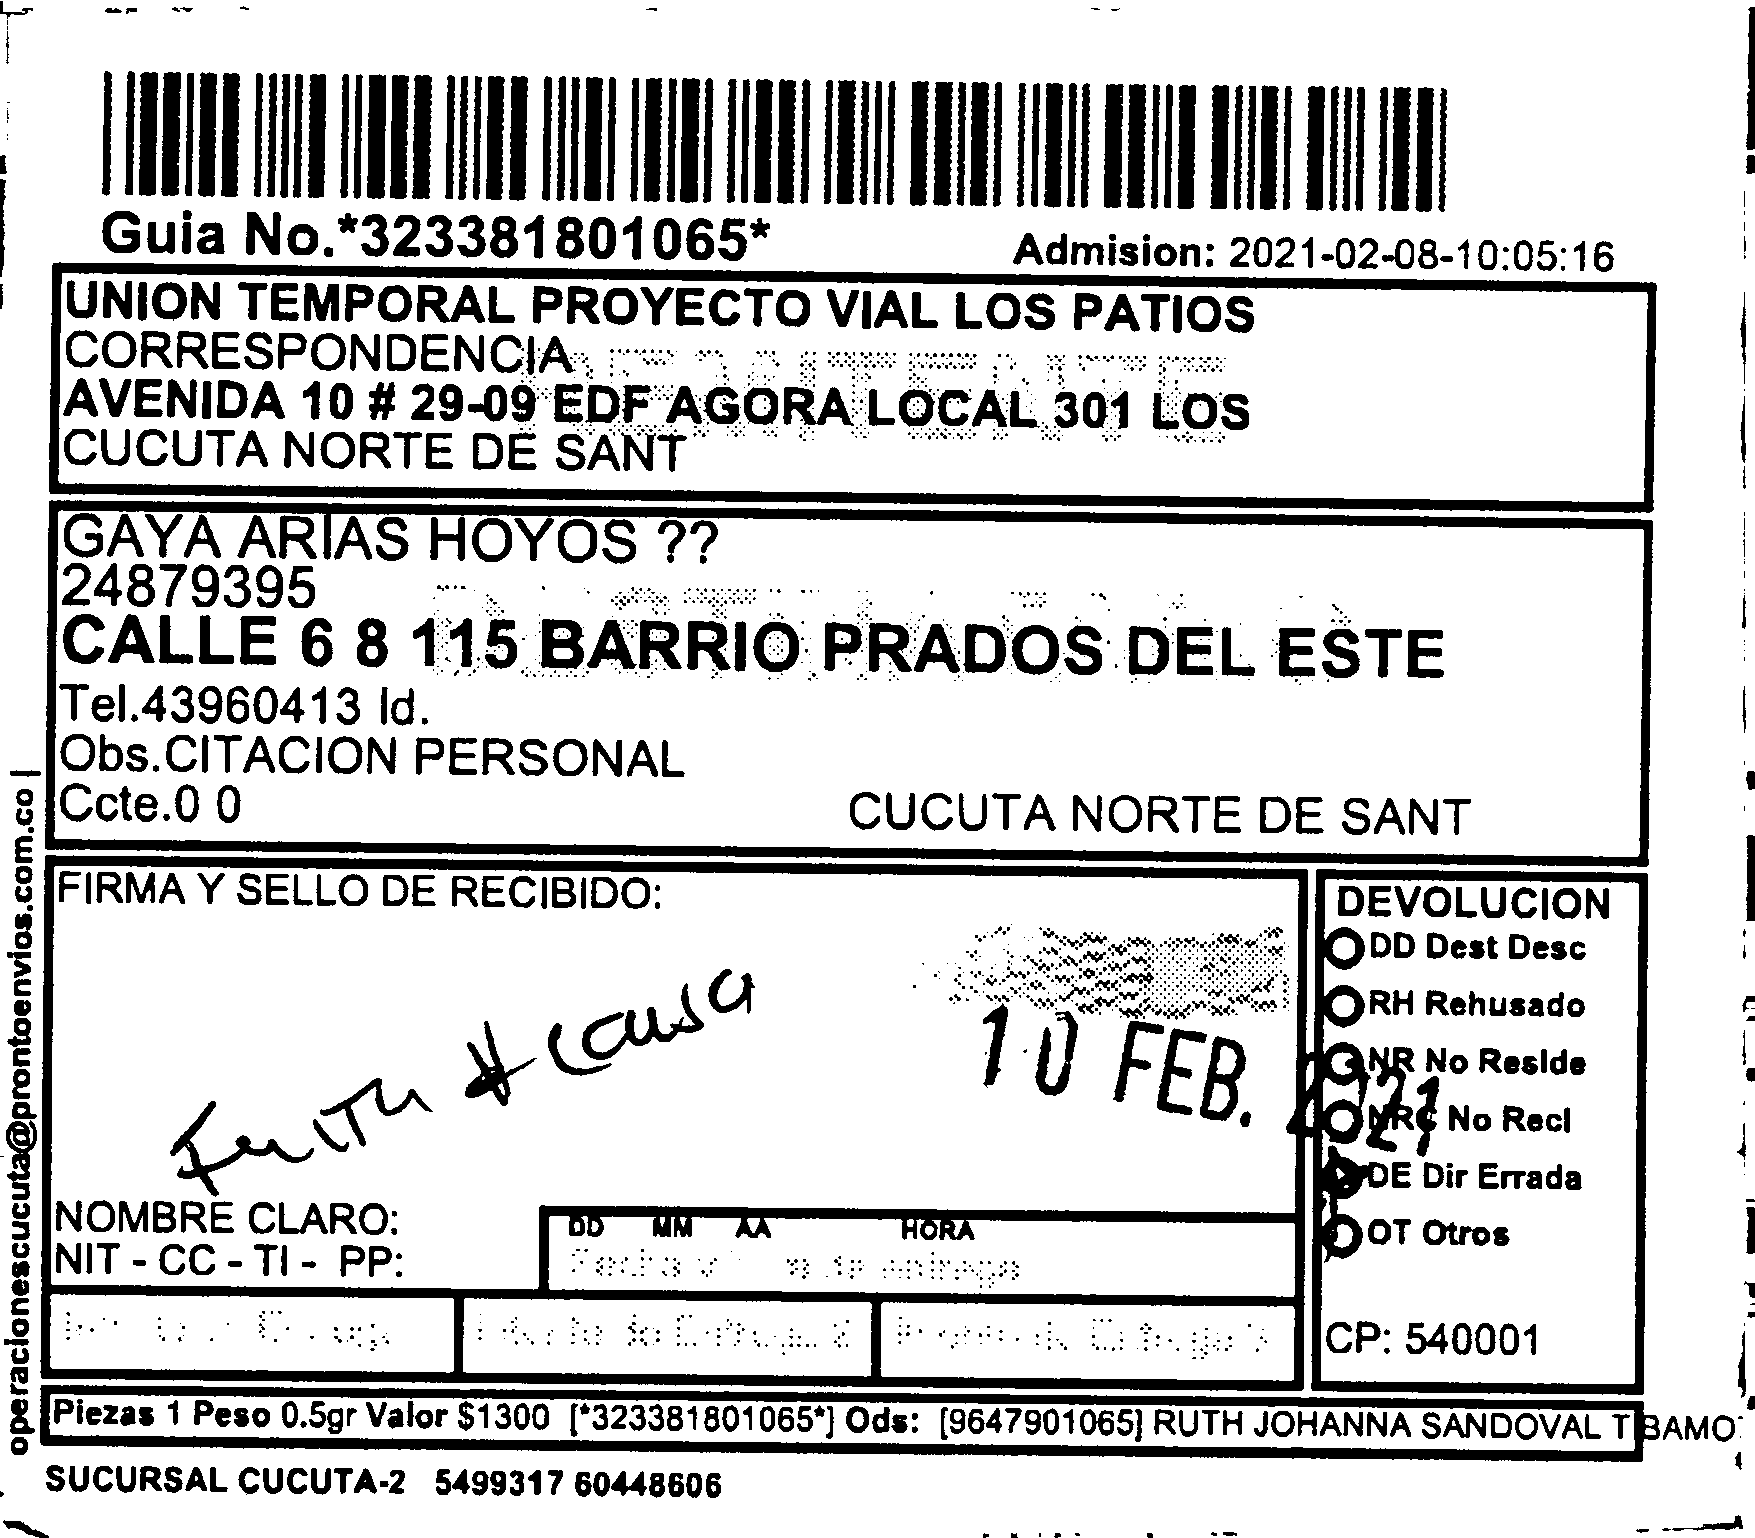 Guia No.*323381801065*
Admision: 2021-02-08-10:05:16
UNION TEMPORAL PROYECTO VIAL LOS PATIOS
CORRESPONDENCIA
REMITENTE
AVENIDA 10 # 29-09 EDF AGORA LOCAL 301 LOS
CUCUTA NORTE DE SANT
GAYA ARIAS HOYOS ??
24879395
CALLE 6 8 115 BARRIO PRADOS DEL ESTE
Tel.43960413 Id.
Obs.CITACION PERSONAL
Ccte.0 0
CUCUTA NORTE DE SANT
FIRMA Y SELLO DE RECIBIDO:
causa
10 FEB. 2021
NOMBRE CLARO:
NIT - CC - TI - PP:
DD MM AA HORA
DEVOLUCION
DD Dest Desc
RH Rehusado
NR No Reside
NRC No Recl
DE Dir Errada
OT Otros
CP: 540001
Piezas 1 Peso 0.5gr Valor $1300 [*323381801065*] Ods: [9647901065] RUTH JOHANNA SANDOVAL TIBAMO
SUCURSAL CUCUTA-2 5499317 60448606
operacionescucuta@prontoenvios.com.co |